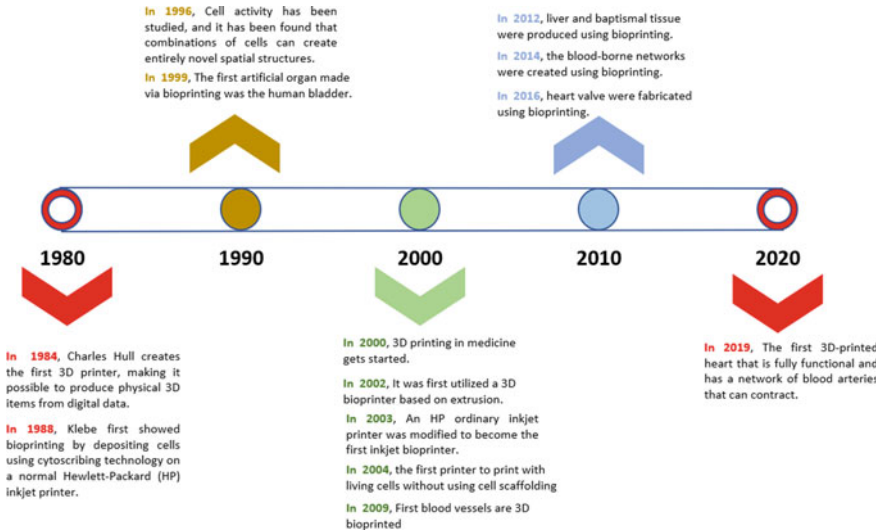 In 1996, Cell activity has been
studied, and it has been found that
combinations of cells can create
entirely novel spatial structures.
In 1999, The first artificial organ made
via bioprinting was the human bladder.
In 2012, liver and baptismal tissue
were produced using bioprinting.
In 2014, the blood-borne networks
were created using bioprinting.
In 2016, heart valve were fabricated
using bioprinting.
1980
1990
2000
2010
2020
In 1984, Charles Hull creates
the first 3D printer, making it
possible to produce physical 3D
items from digital data.
In 1988, Klebe first showed
bioprinting by depositing cells
using cytoscribing technology on
a normal Hewlett-Packard (HP)
inkjet printer.
In 2000, 3D printing in medicine
gets started.
In 2002, It was first utilized a 3D
bioprinter based on extrusion.
In 2003, An HP ordinary inkjet
printer was modified to become the
first inkjet bioprinter.
In 2004, the first printer to print with
living cells without using cell scaffolding
In 2009, First blood vessels are 3D
bioprinted
In 2019, The first 3D-printed
heart that is fully functional and
has a network of blood arteries
that can contract.